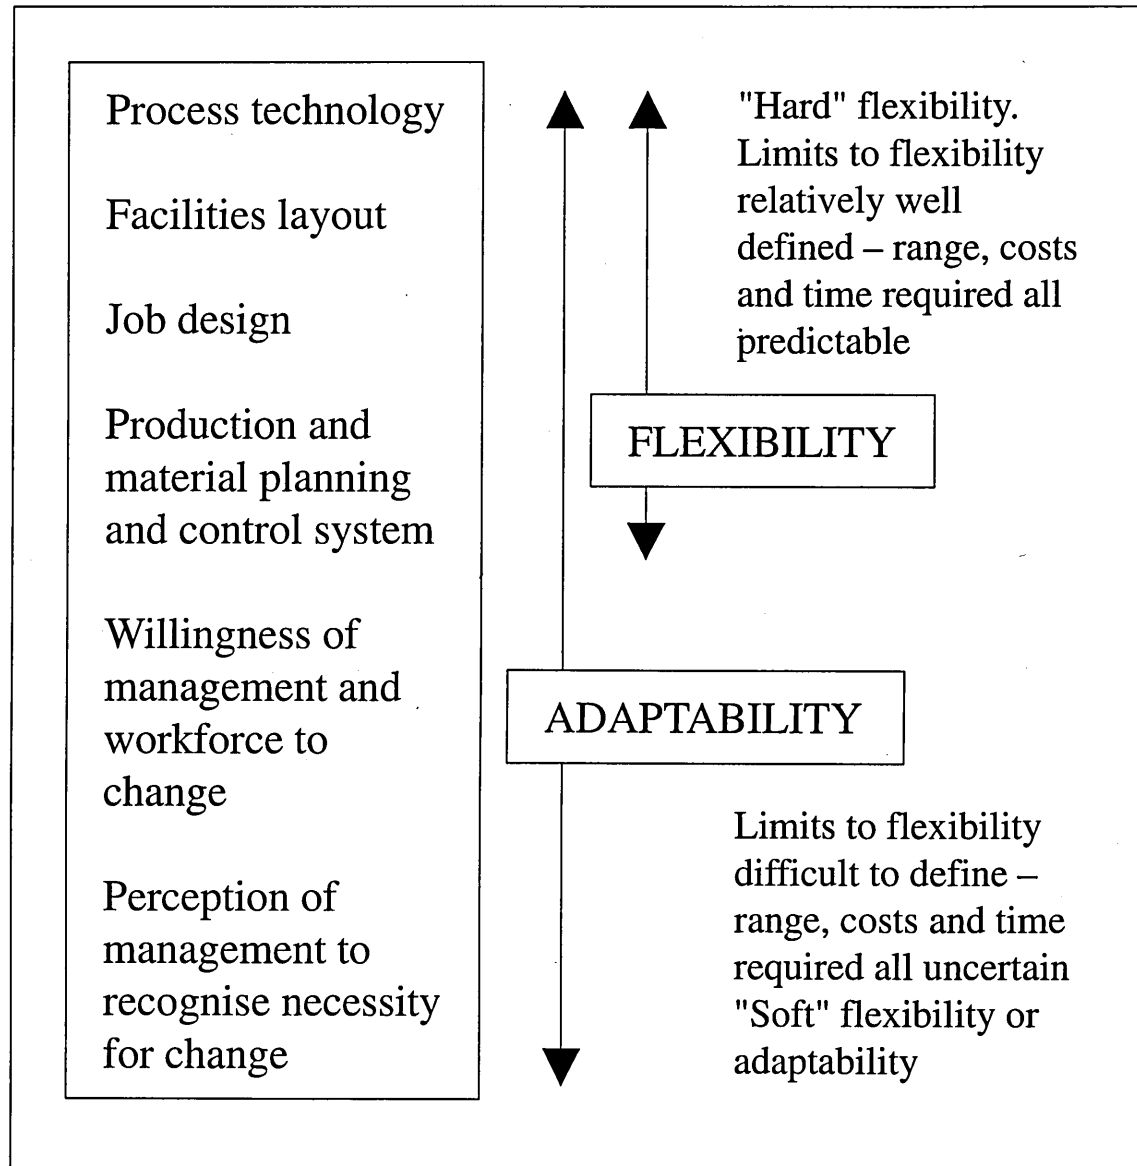 Process technology
Facilities layout
Job design
Production and
material planning
and control system
Willingness of
management and
workforce to
change
Perception of
management to
recognise necessity
for change
"Hard" flexibility.
Limits to flexibility
relatively well
defined – range, costs
and time required all
predictable
FLEXIBILITY
ADAPTABILITY
Limits to flexibility
difficult to define –
range, costs and time
required all uncertain
"Soft" flexibility or
adaptability